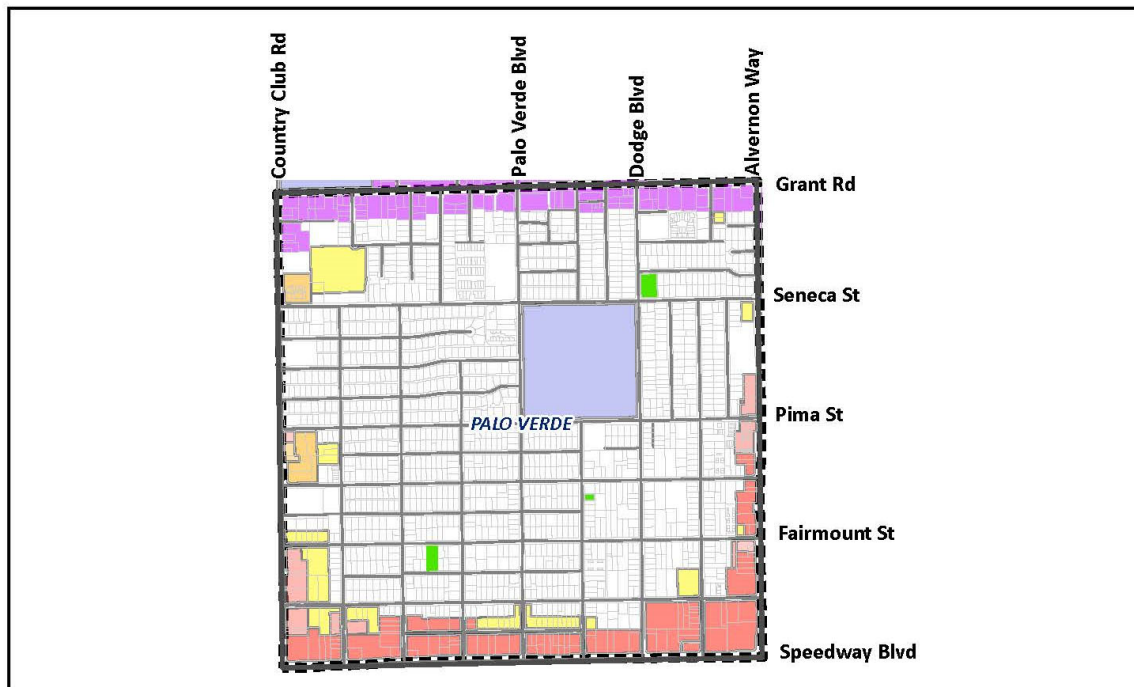 Country Club Rd
Palo Verde Blvd
Dodge Blvd
Alvernon Way
Grant Rd
Seneca St
Pima St
PALO VERDE
Fairmount St
Speedway Blvd